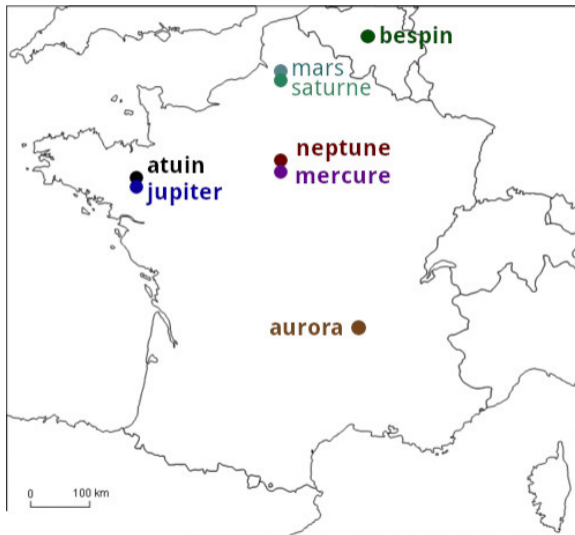 bespin
mars
saturne
neptune
atuin
mercure
jupiter
aurora
0 100 km